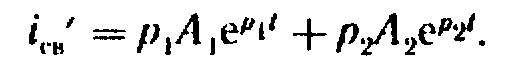 i_св′ = p₁A₁e^{p₁t} + p₂A₂e^{p₂t}.